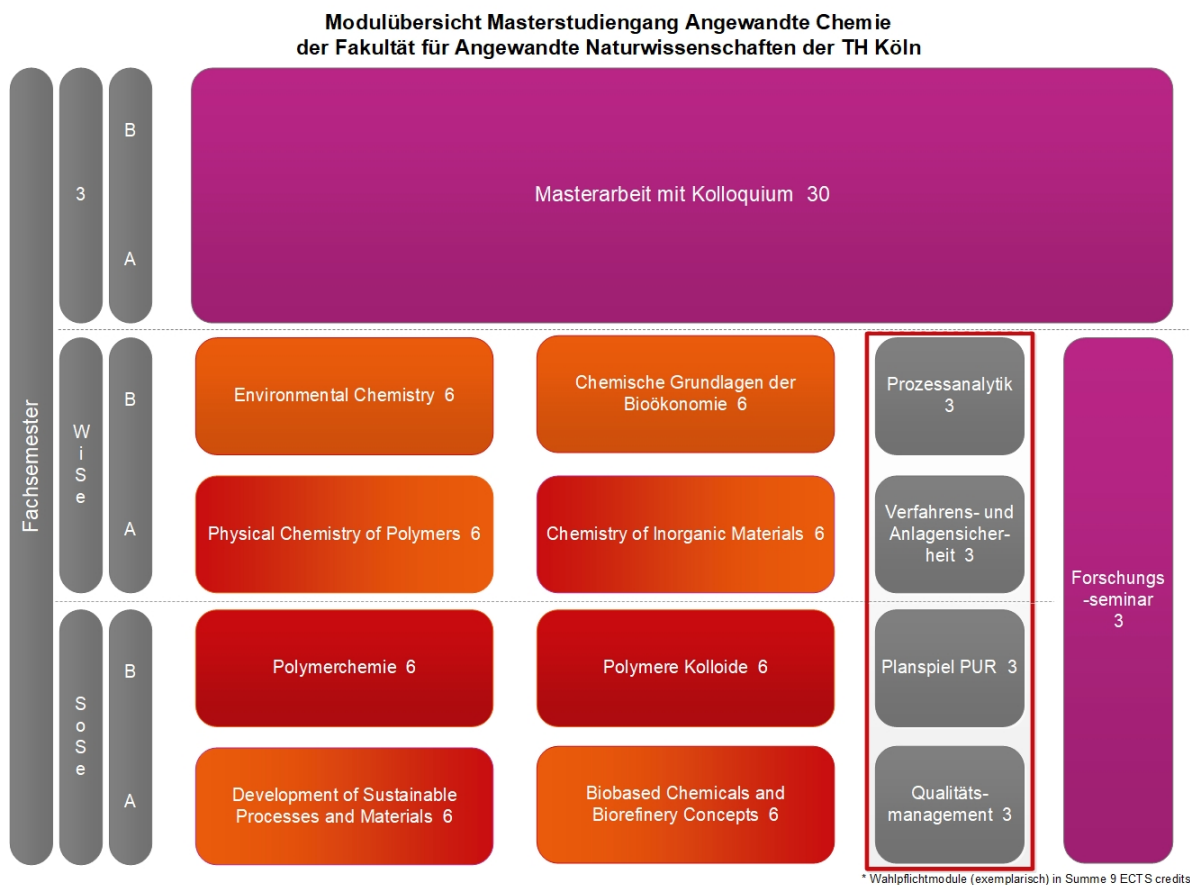 Modulübersicht Masterstudiengang Angewandte Chemie
der Fakultät für Angewandte Naturwissenschaften der TH Köln
Fachsemester
3
B
A
Masterarbeit mit Kolloquium 30
WiSe
B
Environmental Chemistry 6
Chemische Grundlagen der
Bioökonomie 6
Prozessanalytik
3
A
Physical Chemistry of Polymers 6
Chemistry of Inorganic Materials 6
Verfahrens- und
Anlagensicher-
heit 3
Forschungs
-seminar
3
SoSe
B
Polymerchemie 6
Polymere Kolloide 6
Planspiel PUR 3
A
Development of Sustainable
Processes and Materials 6
Biobased Chemicals and
Biorefinery Concepts 6
Qualitäts-
management 3
* Wahlpflichtmodule (exemplarisch) in Summe 9 ECTS credits